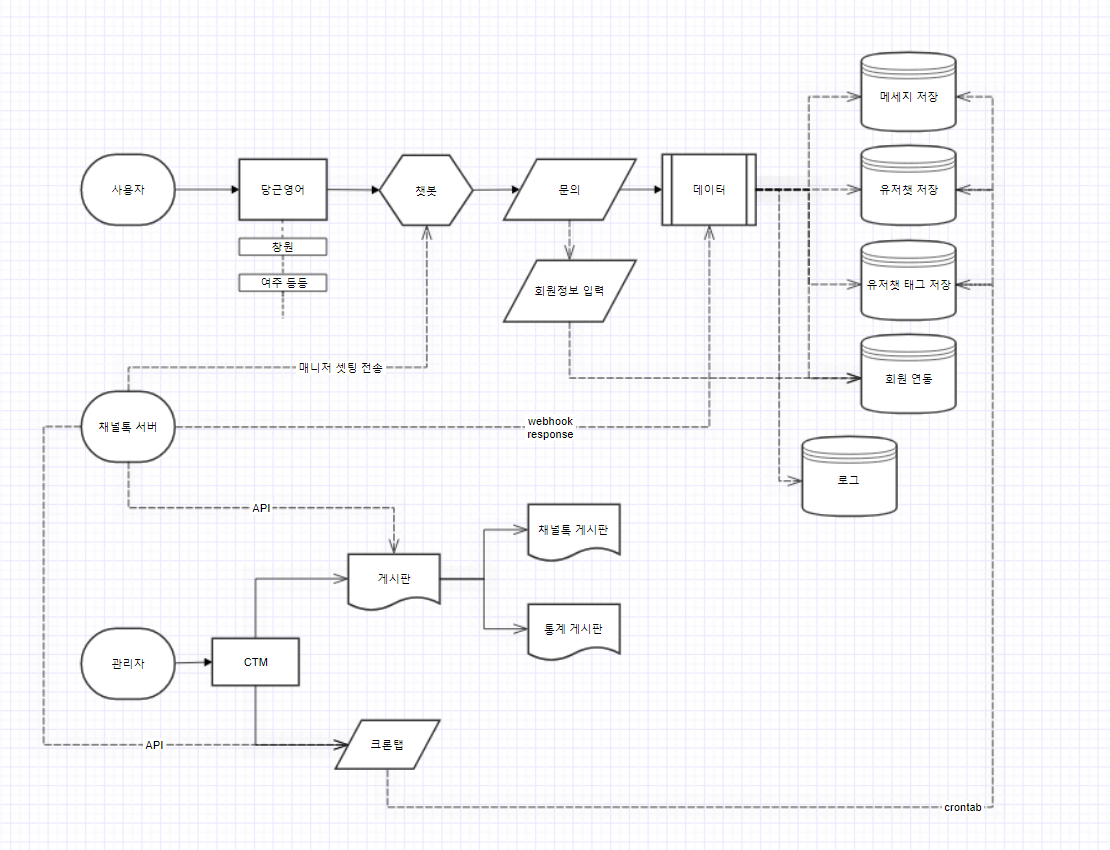 메세지 저장
사용자
당근영어
챗봇
문의
데이터
유저챗 저장
창원
여주 등등
회원정보 입력
유저챗 태그 저장
매니저 셋팅 전송
회원 연동
채널톡 서버
webhook
response
로그
API
채널톡 게시판
게시판
통계 게시판
관리자
CTM
API
크론탭
crontab